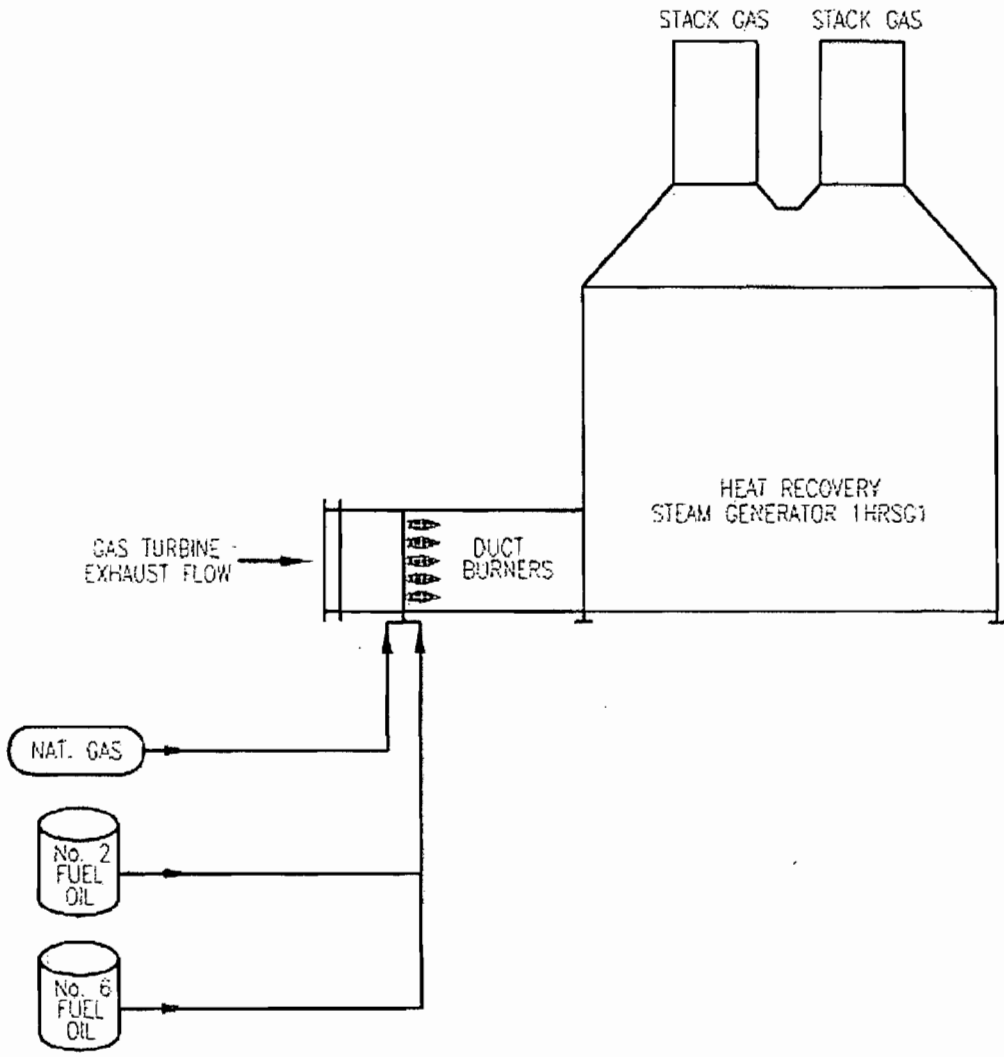 STACK GAS
STACK GAS
HEAT RECOVERY
STEAM GENERATOR (HRSG)
GAS TURBINE
EXHAUST FLOW
DUCT
BURNERS
NAT. GAS
No. 2
FUEL
OIL
No. 6
FUEL
OIL